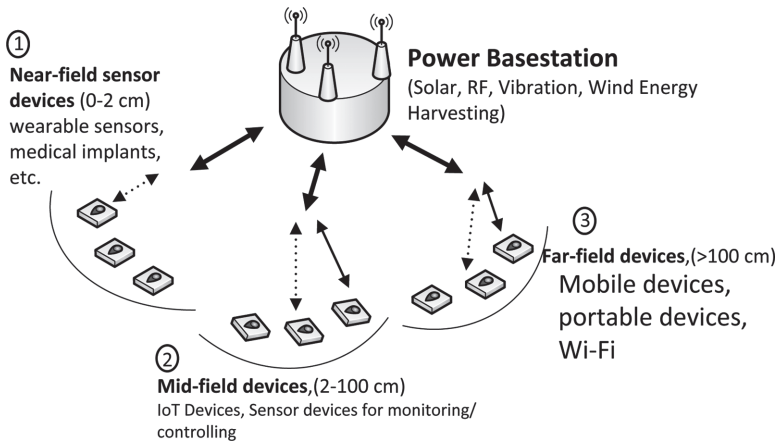 1
Near-field sensor
devices (0-2 cm)
wearable sensors,
medical implants,
etc.
Power Basestation
(Solar, RF, Vibration, Wind Energy
Harvesting)
3
Far-field devices,(>100 cm)
Mobile devices,
portable devices,
Wi-Fi
2
Mid-field devices,(2-100 cm)
IoT Devices, Sensor devices for monitoring/
controlling